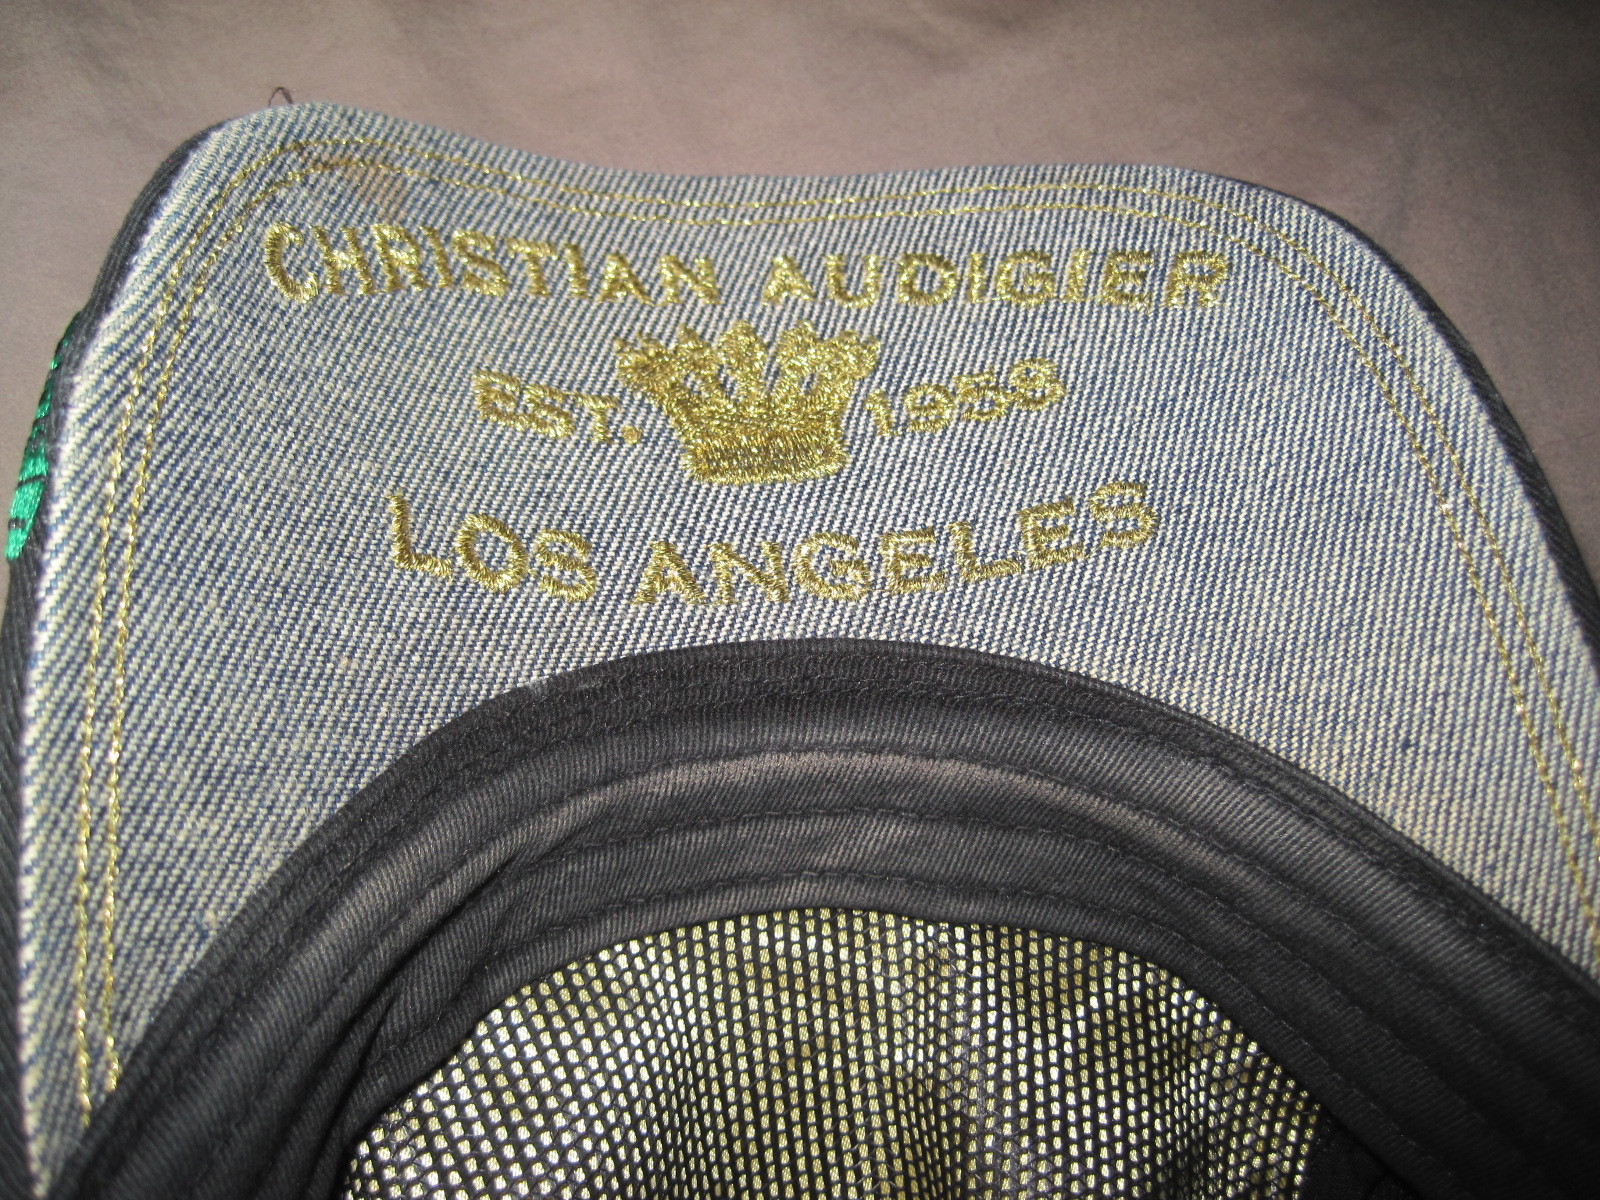 CHRISTIAN AUDIGIER
EST. 1958
LOS ANGELES